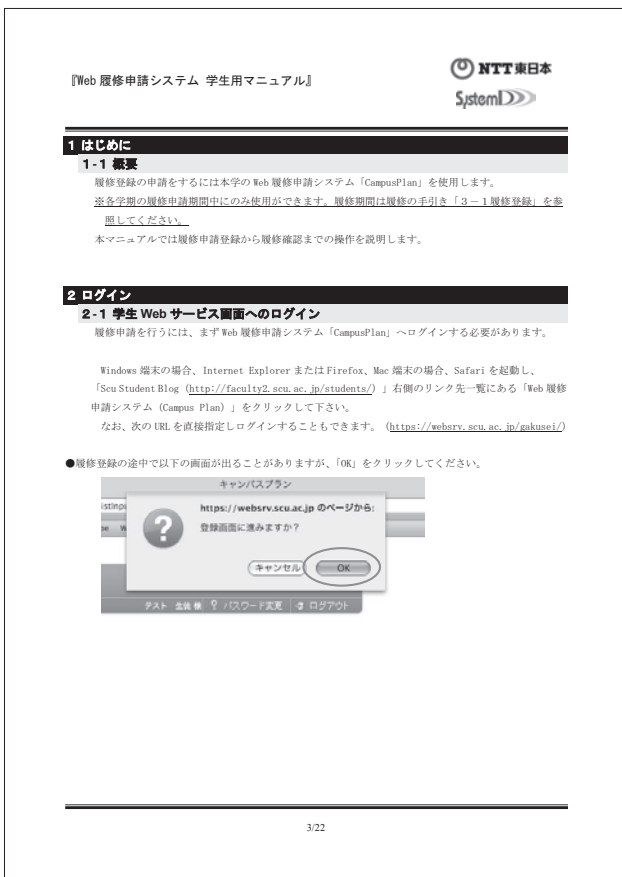 『Web 履修申請システム 学生用マニュアル』
NTT東日本
SystemD
1 はじめに
1-1 概要
履修登録の申請をするには本学の Web 履修申請システム「CampusPlan」を使用します。
※各学期の履修申請期間中にのみ使用ができます。履修期間は履修の手引き「３－１履修登録」を参
照してください。
本マニュアルでは履修申請登録から履修確認までの操作を説明します。
2 ログイン
2-1 学生 Web サービス画面へのログイン
履修申請を行うには、まず Web 履修申請システム「CampusPlan」へログインする必要があります。
Windows 端末の場合、Internet Explorer または Firefox、Mac 端末の場合、Safari を起動し、
「Scu Student Blog（http://faculty2.scu.ac.jp/students/）」右側のリンク先一覧にある「Web 履修
申請システム（Campus Plan）」をクリックして下さい。
なお、次の URL を直接指定しログインすることもできます。（https://websrv.scu.ac.jp/gakusei/）
●履修登録の途中で以下の画面が出ることがありますが、「OK」をクリックしてください。
キャンパスプラン
https://websrv.scu.ac.jp のページから:
登録画面に進みますか？
キャンセル OK
テスト 様 パスワード変更 ログアウト
3/22